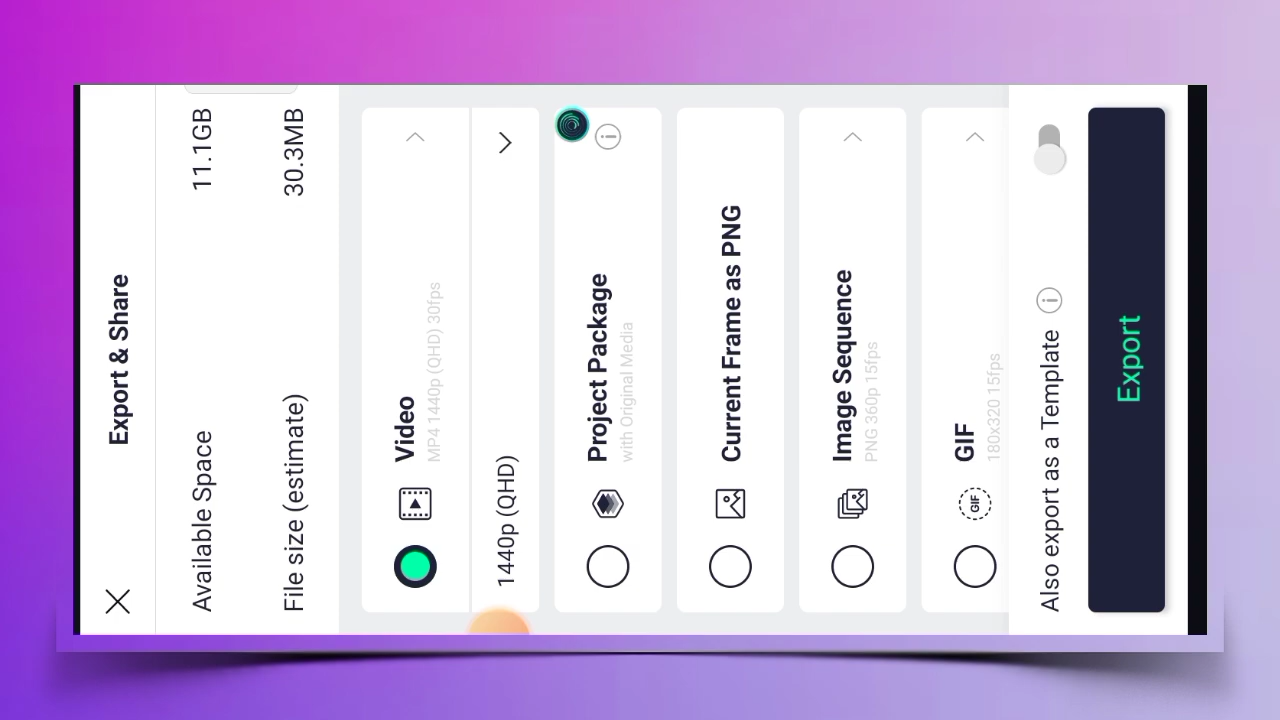 Export & Share
Available Space 11.1GB
File size (estimate) 30.3MB
Video
MP4 1440p (QHD) 30fps
1440p (QHD)
Project Package
with Original Media
Current Frame as PNG
Image Sequence
PNG 360p 15fps
GIF
GIF
180x320 15fps
Also export as a Template
Export